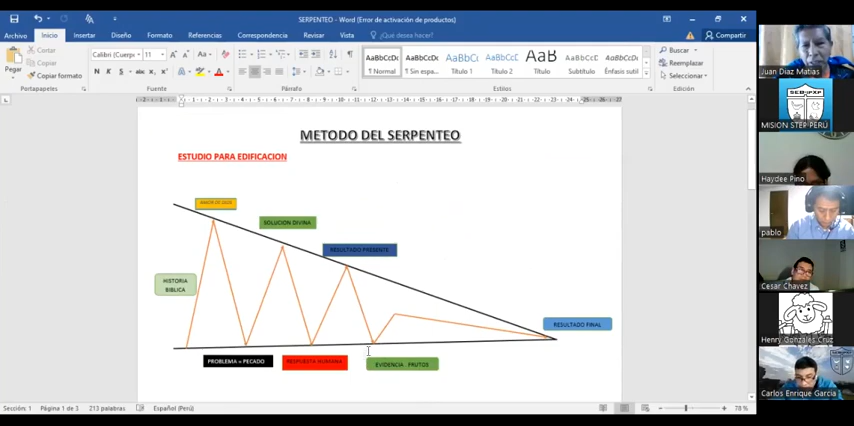 SERPENTEO – Word (Error de activación de productos)
Archivo Inicio Insertar Diseño Formato Referencias Correspondencia Revisar Vista ¿Qué desea hacer? Compartir
Pegar
Cortar
Copiar
Copiar formato
Calibri (Cuerpo) 11
¶ Normal
¶ Sin espa...
Título 1
Título 2
Título
Subtítulo
Énfasis sutil
Buscar
Reemplazar
Seleccionar
Portapapeles Fuente Párrafo Estilos Edición
METODO DEL SERPENTEO
ESTUDIO PARA EDIFICACION
AMOR DE DIOS
SOLUCION DIVINA
RESULTADO PRESENTE
HISTORIA
BIBLICA
RESULTADO FINAL
PROBLEMA = PECADO
RESPUESTA HUMANA
EVIDENCIA FRUTOS
Sección: 1 Página 1 de 3 213 palabras Español (Perú) 78 %
Juan Diaz Matias
MISION STEP PERÚ
Haydee Pino
pablo
Cesar Chavez
Henry Gonzales Cruz
Carlos Enrique Garcia